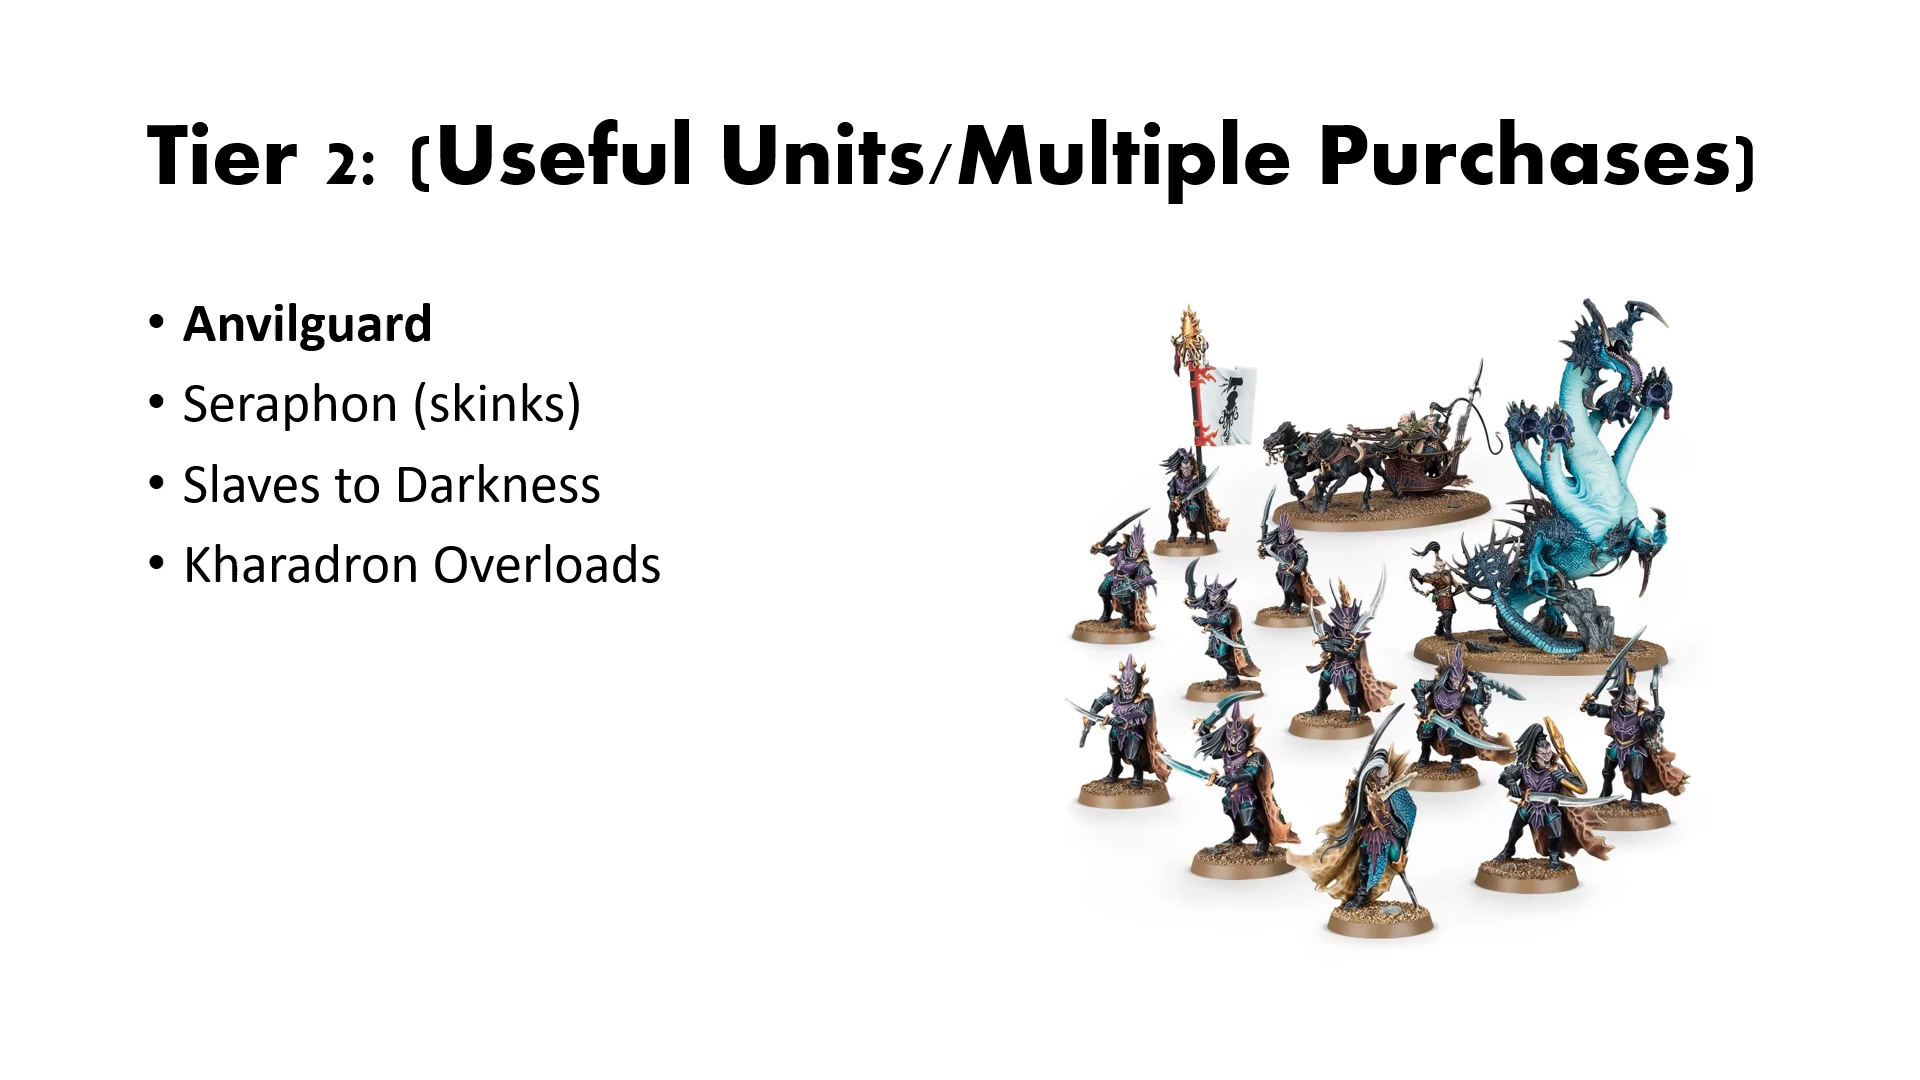 Tier 2: (Useful Units/Multiple Purchases)
• Anvilguard
• Seraphon (skinks)
• Slaves to Darkness
• Kharadron Overloads